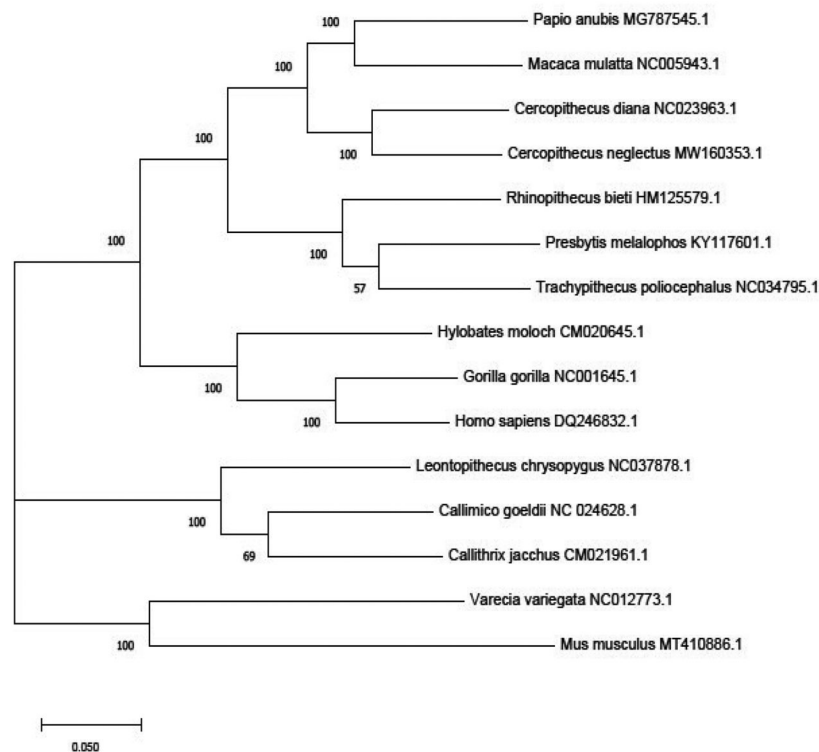 Papio anubis MG787545.1
100
Macaca mulatta NC005943.1
100
Cercopithecus diana NC023963.1
100
100
Cercopithecus neglectus MW160353.1
Rhinopithecus bieti HM125579.1
100
100
Presbytis melalophos KY117601.1
57
Trachypithecus poliocephalus NC034795.1
Hylobates moloch CM020645.1
100
Gorilla gorilla NC001645.1
100
Homo sapiens DQ246832.1
Leontopithecus chrysopygus NC037878.1
100
Callimico goeldii NC 024628.1
69
Callithrix jacchus CM021961.1
Varecia variegata NC012773.1
100
Mus musculus MT410886.1
0.050